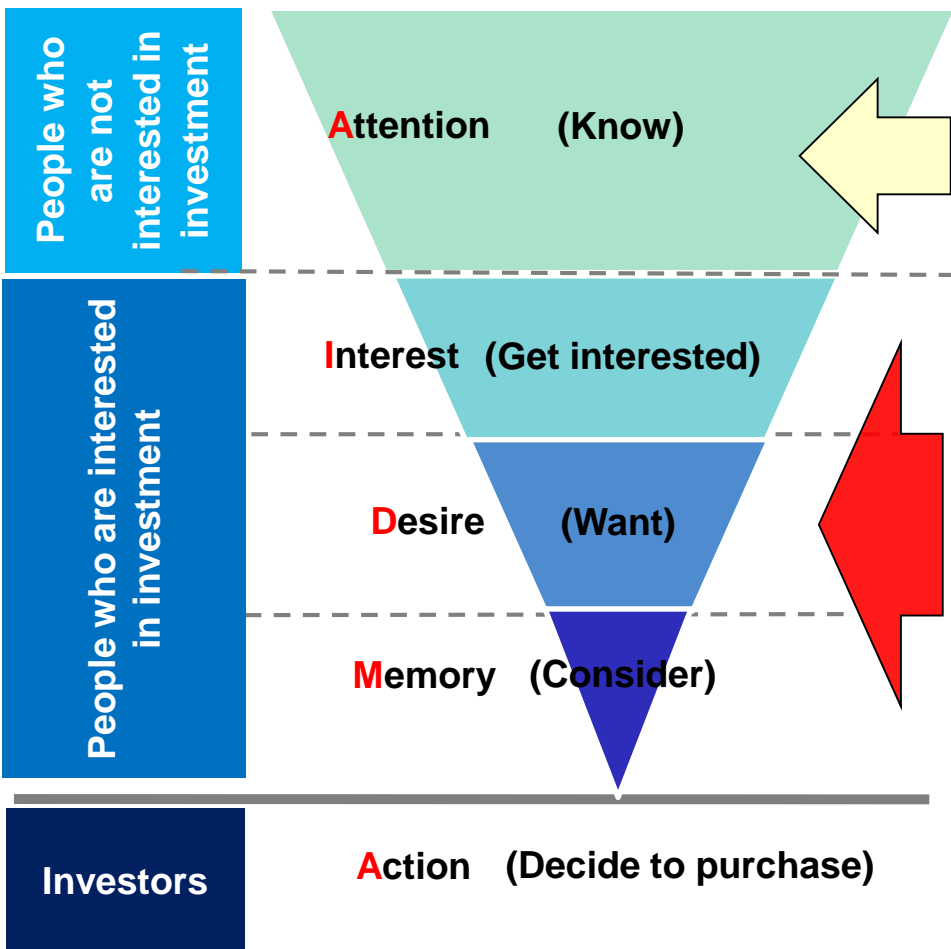 People who
are not
interested in
investment
Attention (Know)
People who are interested
in investment
Interest (Get interested)
Desire (Want)
Memory (Consider)
Investors
Action (Decide to purchase)